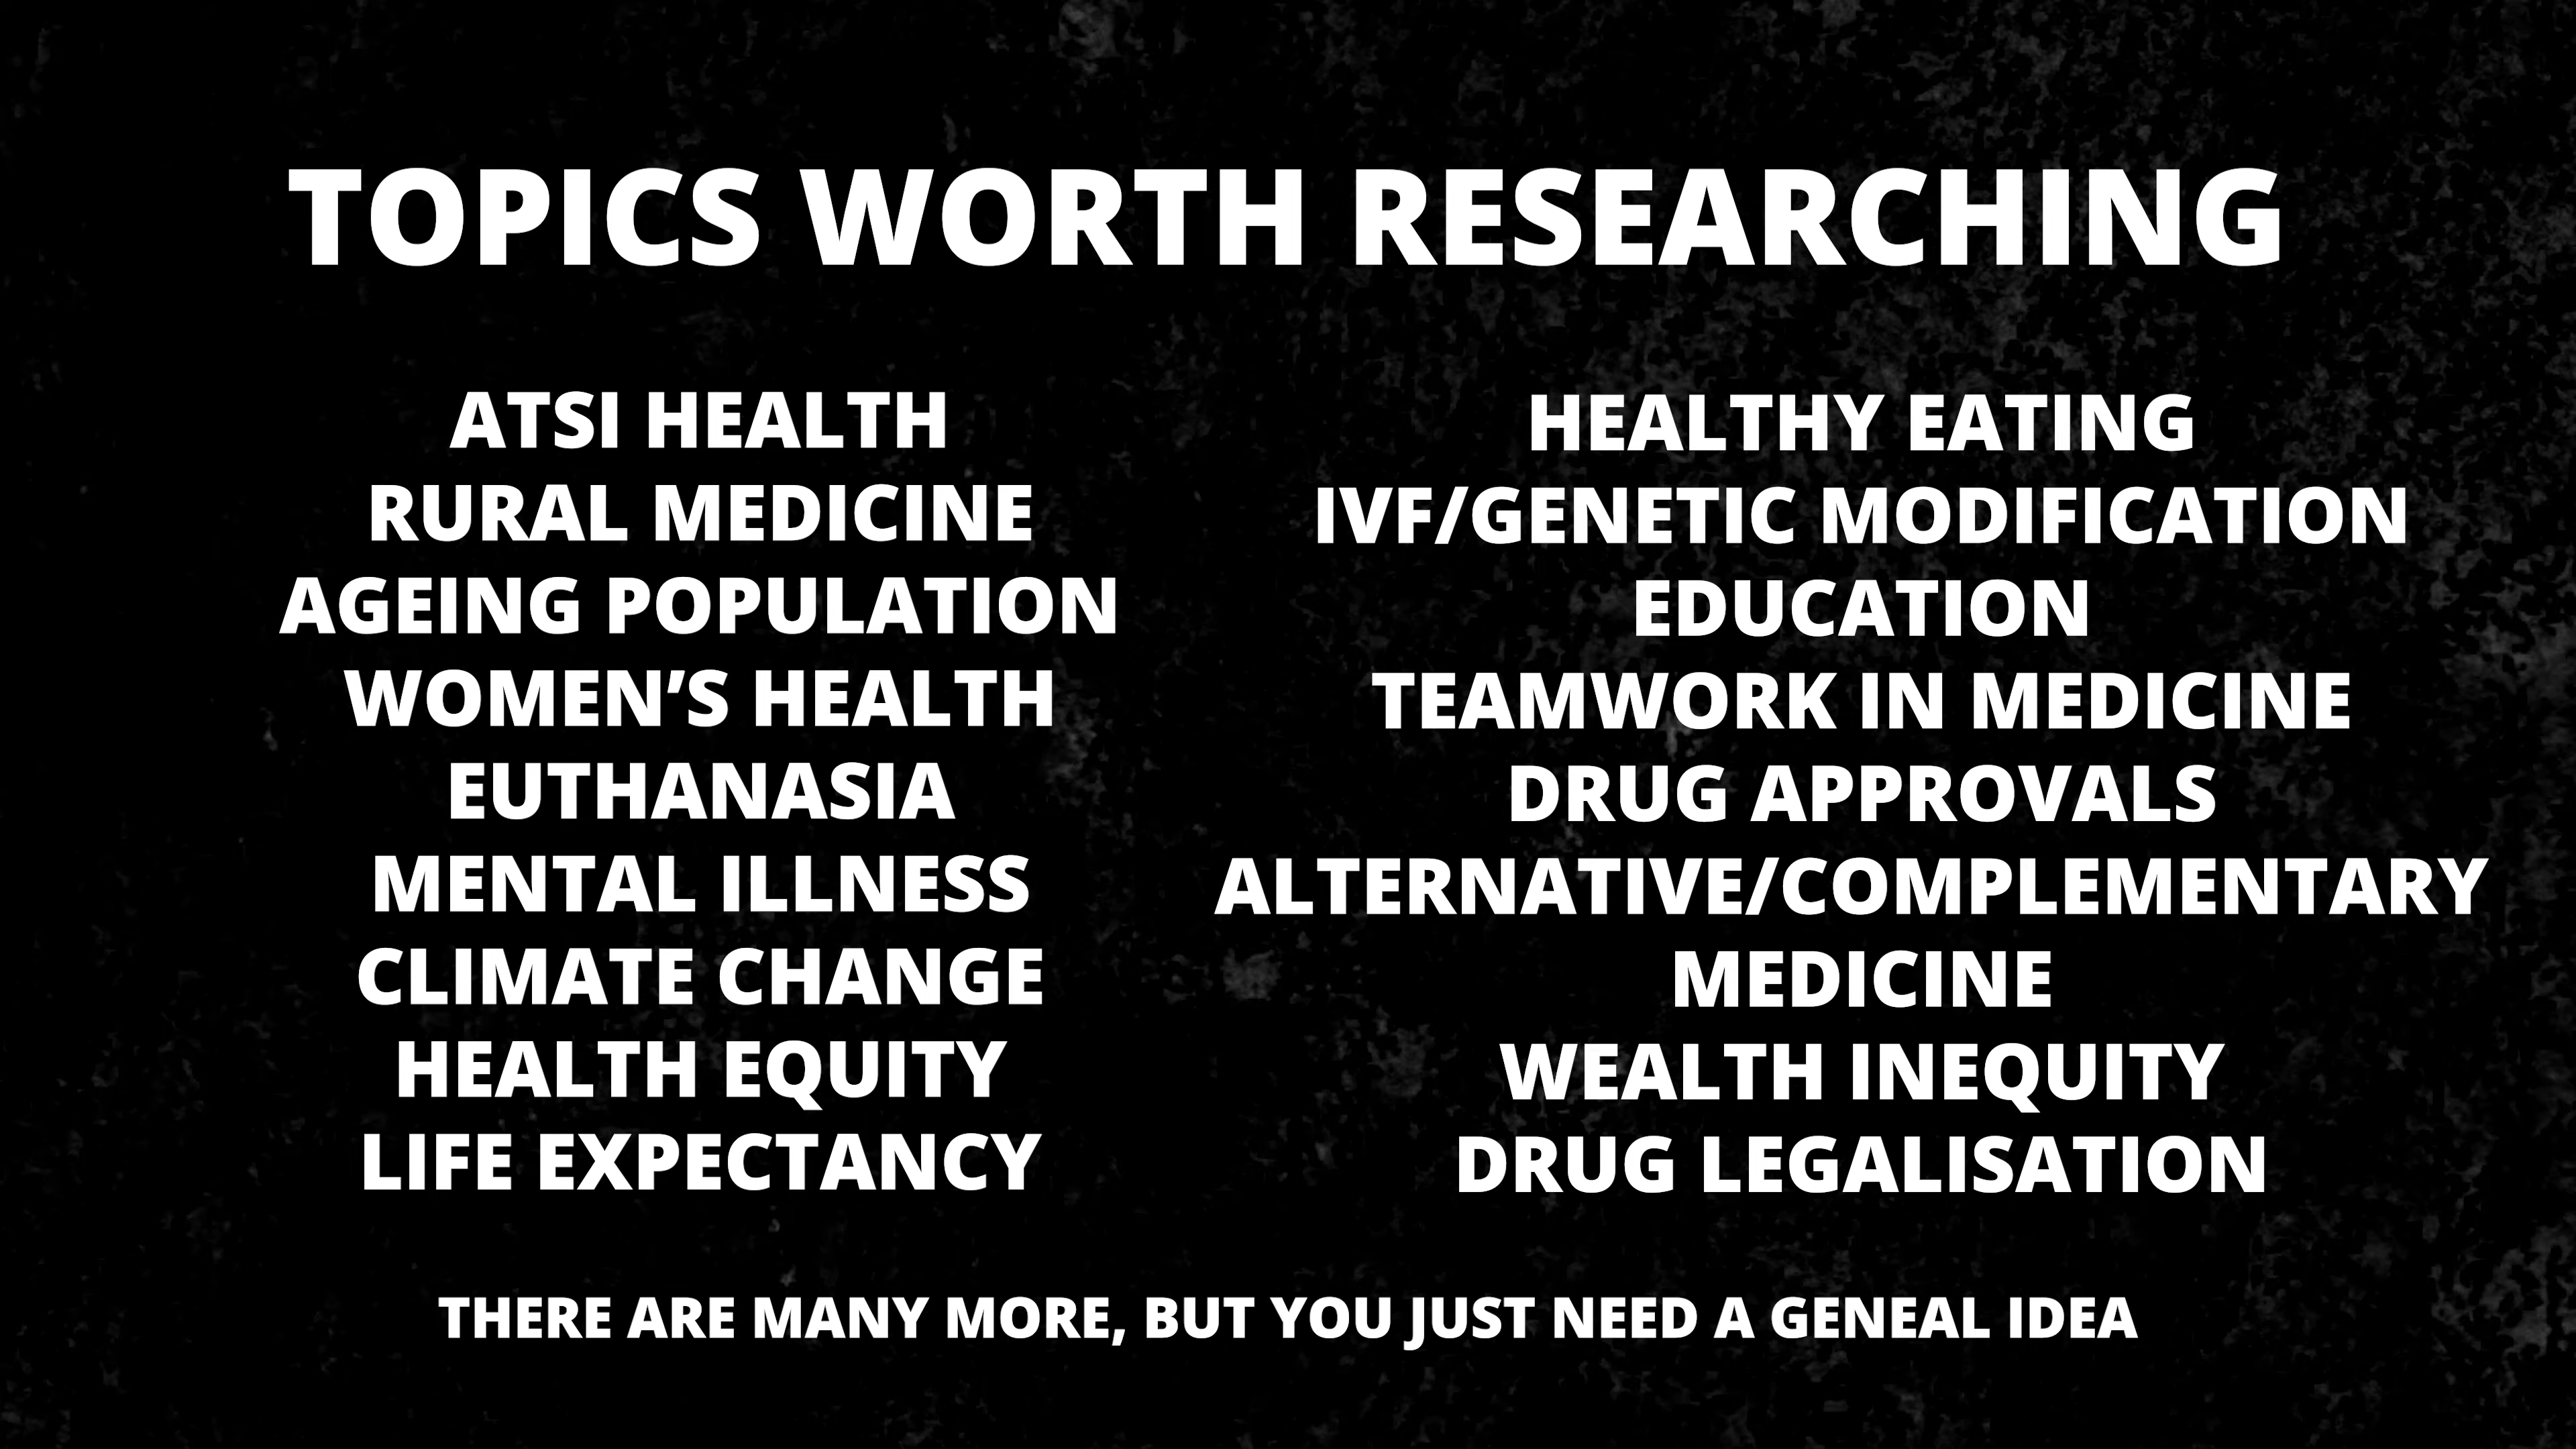 TOPICS WORTH RESEARCHING
ATSI HEALTH
RURAL MEDICINE
AGEING POPULATION
WOMEN’S HEALTH
EUTHANASIA
MENTAL ILLNESS
CLIMATE CHANGE
HEALTH EQUITY
LIFE EXPECTANCY
HEALTHY EATING
IVF/GENETIC MODIFICATION
EDUCATION
TEAMWORK IN MEDICINE
DRUG APPROVALS
ALTERNATIVE/COMPLEMENTARY
MEDICINE
WEALTH INEQUITY
DRUG LEGALISATION
THERE ARE MANY MORE, BUT YOU JUST NEED A GENEAL IDEA